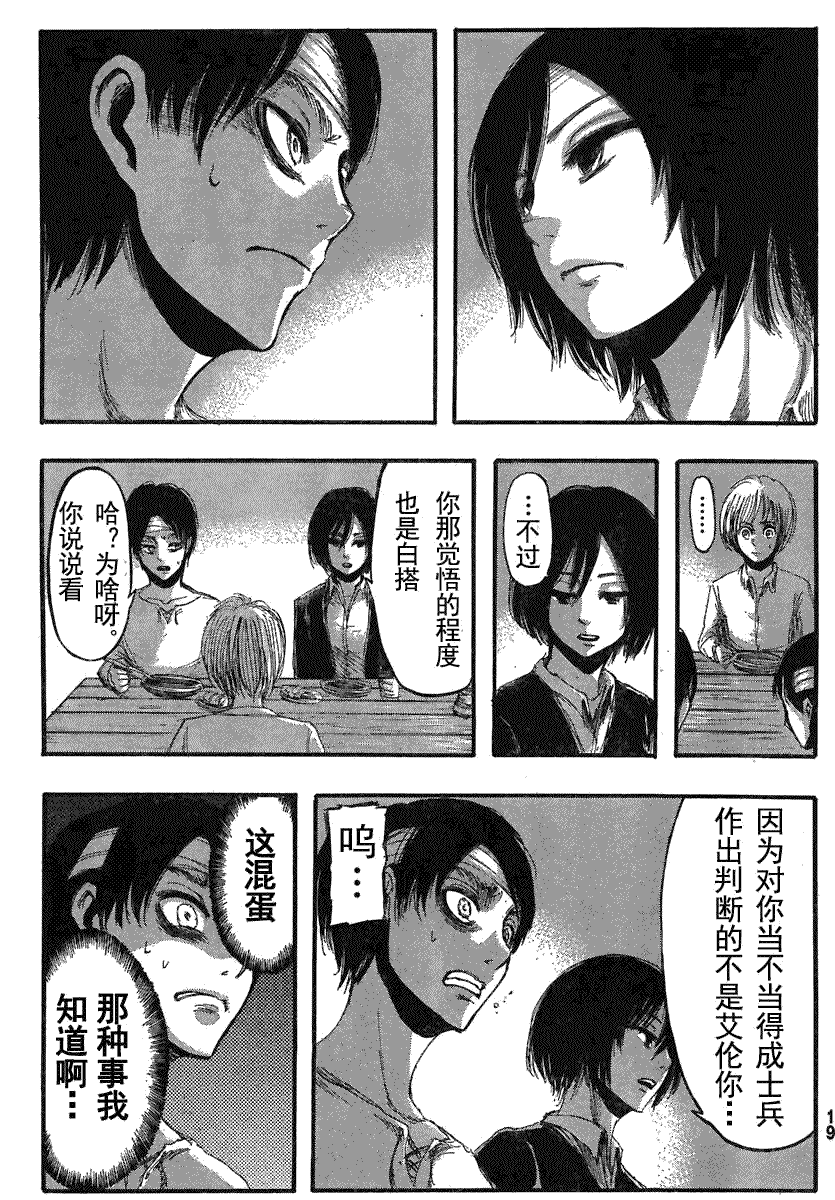 ……
…不过
你那觉悟的程度
也是白搭
哈?为啥呀。
你说说看
因为对你当不当得成士兵
作出判断的不是艾伦你…
呜…
这混蛋
那种事我
知道啊…
19